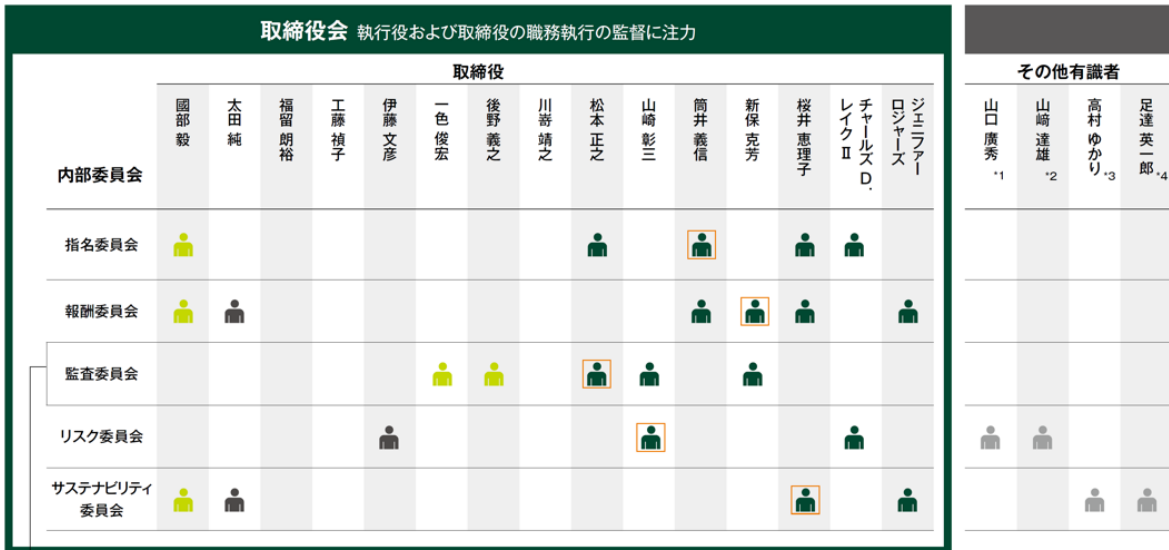 取締役会 執行役および取締役の職務執行の監督に注力
取締役
その他有識者
内部委員会
國部 毅
太田 純
福留 朗裕
工藤 禎子
伊藤 文彦
一色 俊宏
後野 義之
川嵜 靖之
松本 正之
山崎 彰三
筒井 義信
新保 克芳
桜井 恵理子
チャールズ D.
レイク II
ジェニファー
ロジャーズ
山口 廣秀 *1
山﨑 達雄 *2
高村 ゆかり *3
足達 英一郎 *4
指名委員会
報酬委員会
監査委員会
リスク委員会
サステナビリティ
委員会